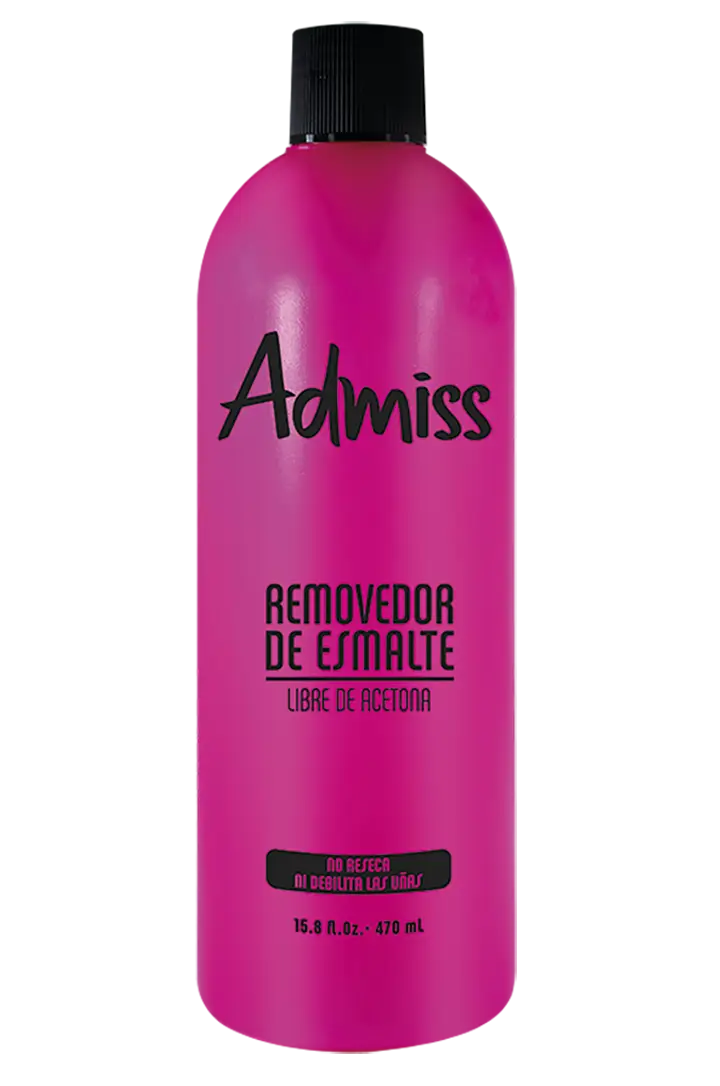 Admiss
REMOVEDOR
DE ESMALTE
LIBRE DE ACETONA
NO RESECA
NI DEBILITA LAS UÑAS
15.8 fl.Oz.· 470 mL